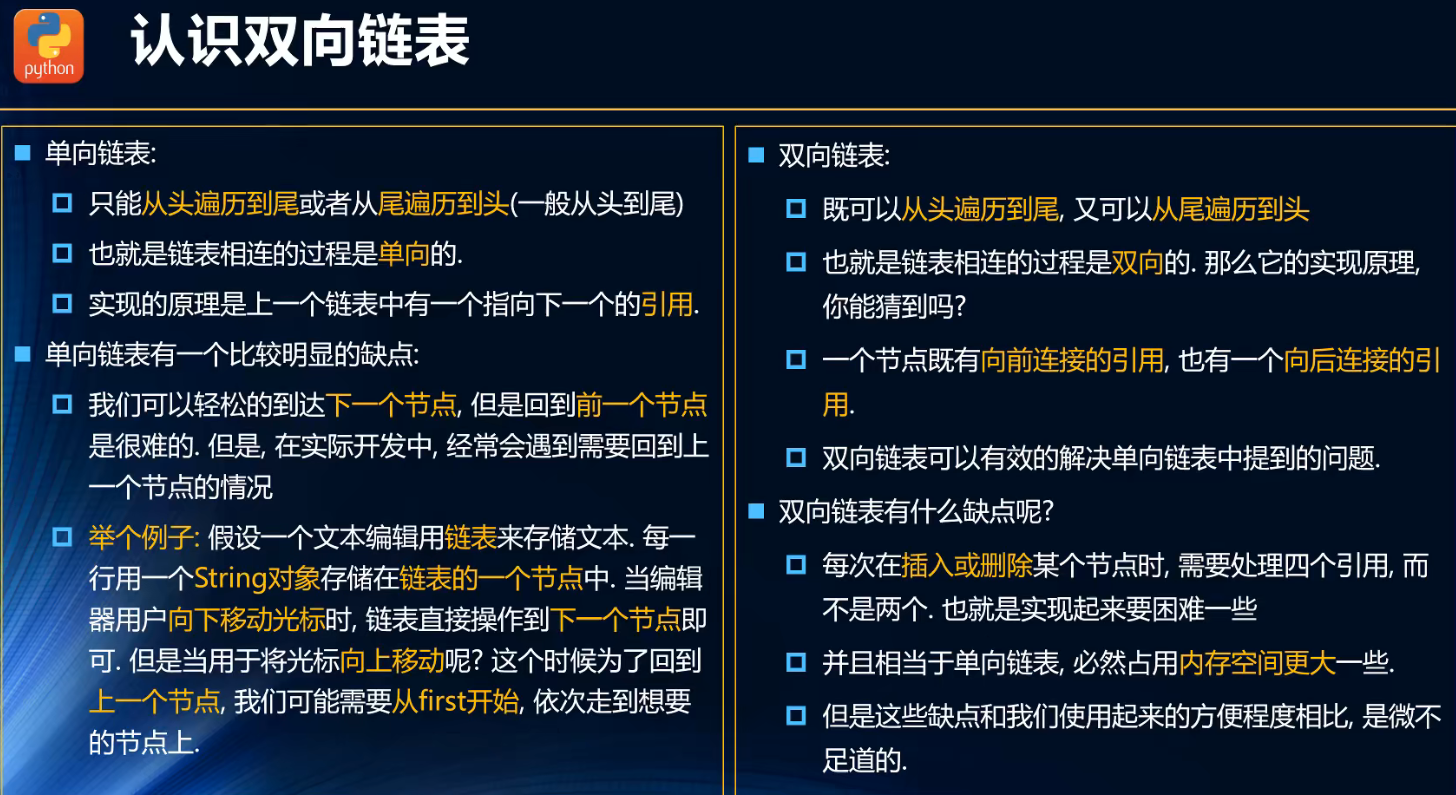 python
认识双向链表
单向链表:
只能从头遍历到尾或者从尾遍历到头(一般从头到尾)
也就是链表相连的过程是单向的.
实现的原理是上一个链表中有一个指向下一个的引用.
单向链表有一个比较明显的缺点:
我们可以轻松的到达下一个节点, 但是回到前一个节点
是很难的. 但是, 在实际开发中, 经常会遇到需要回到上
一个节点的情况
举个例子: 假设一个文本编辑用链表来存储文本. 每一
行用一个String对象存储在链表的一个节点中. 当编辑
器用户向下移动光标时, 链表直接操作到下一个节点即
可. 但是当用于将光标向上移动呢? 这个时候为了回到
上一个节点, 我们可能需要从first开始, 依次走到想要
的节点上.
双向链表:
既可以从头遍历到尾, 又可以从尾遍历到头
也就是链表相连的过程是双向的. 那么它的实现原理,
你能猜到吗?
一个节点既有向前连接的引用, 也有一个向后连接的引
用.
双向链表可以有效的解决单向链表中提到的问题.
双向链表有什么缺点呢?
每次在插入或删除某个节点时, 需要处理四个引用, 而
不是两个. 也就是实现起来要困难一些
并且相当于单向链表, 必然占用内存空间更大一些.
但是这些缺点和我们使用起来的方便程度相比, 是微不
足道的.